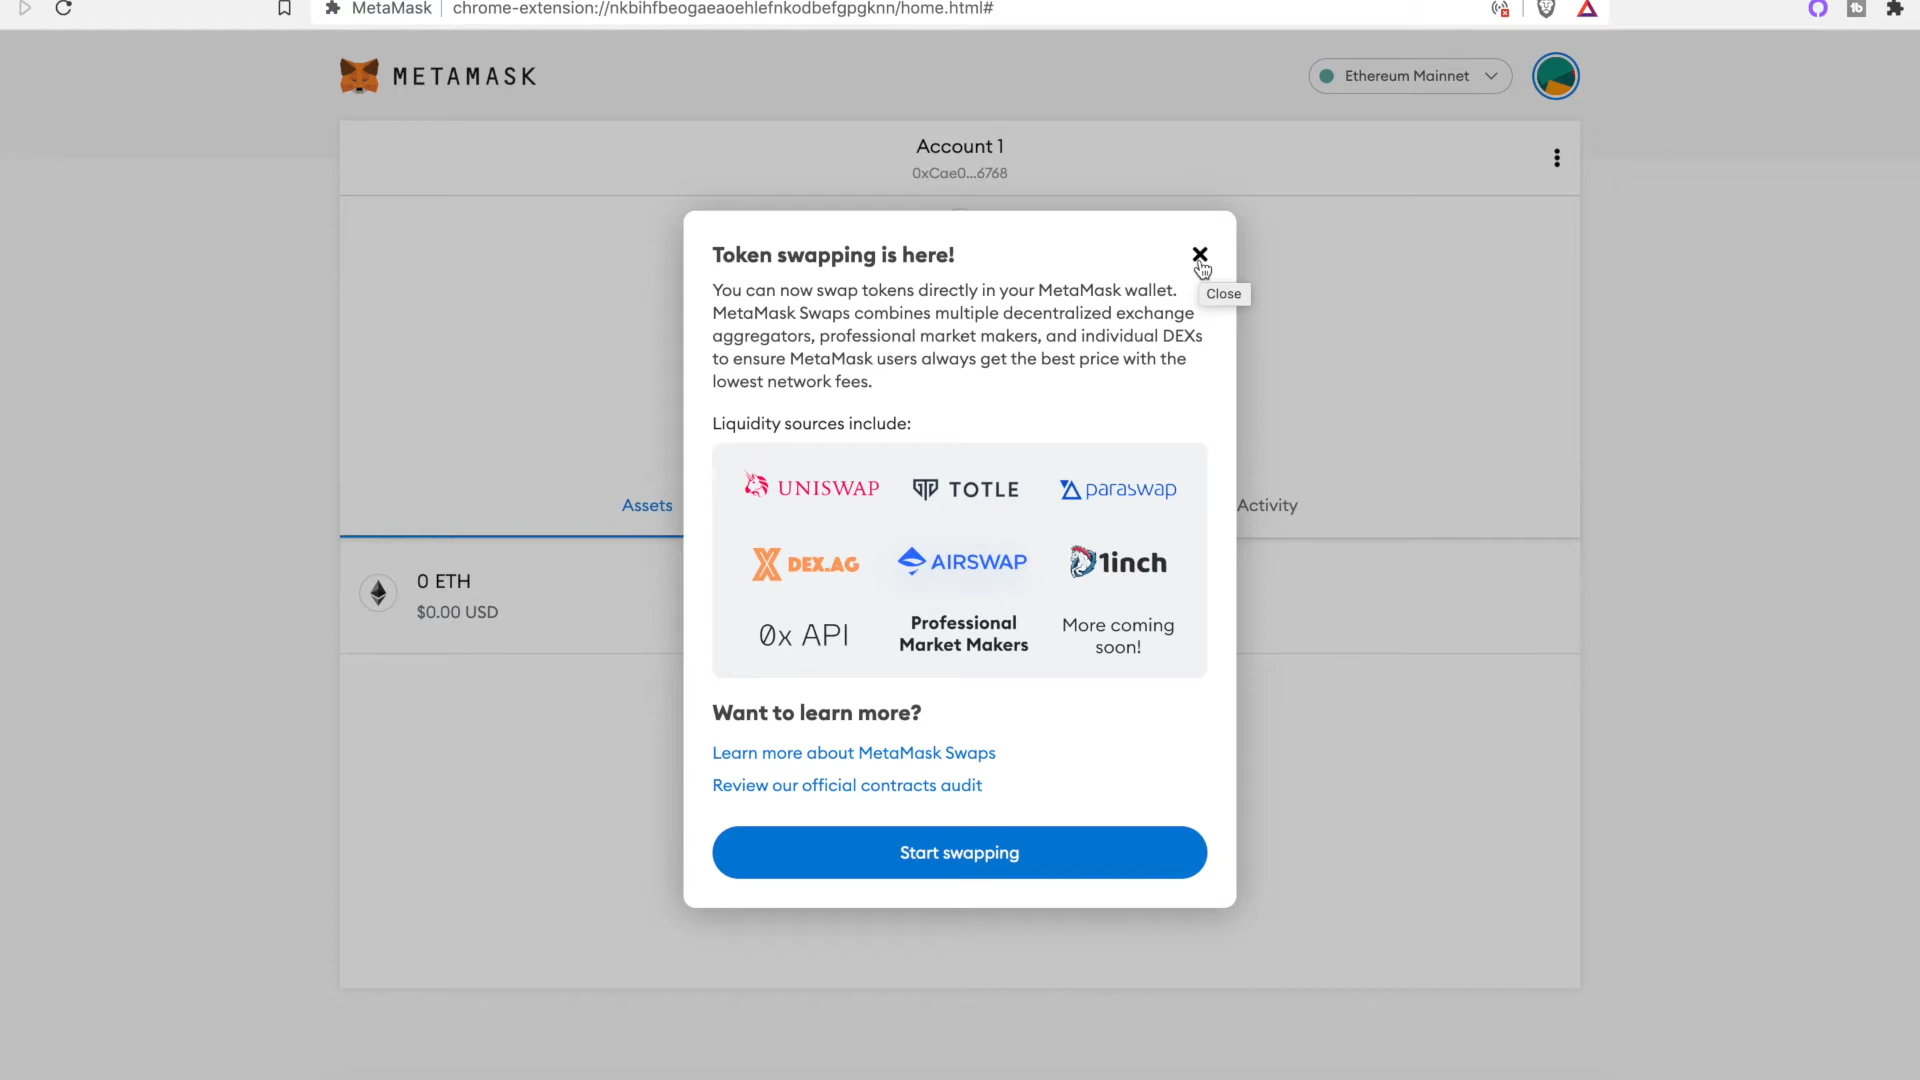 MetaMask
chrome-extension://nkbihfbeogaeaoehlefnkodbefgpgknn/home.html#
METAMASK
Ethereum Mainnet
Account 1
0xCae0...6768
Token swapping is here!
Close
You can now swap tokens directly in your MetaMask wallet.
MetaMask Swaps combines multiple decentralized exchange
aggregators, professional market makers, and individual DEXs
to ensure MetaMask users always get the best price with the
lowest network fees.
Liquidity sources include:
UNISWAP
TOTLE
paraswap
Assets
Activity
DEX.AG
AIRSWAP
1inch
0 ETH
$0.00 USD
0x API
Professional
Market Makers
More coming
soon!
Want to learn more?
Learn more about MetaMask Swaps
Review our official contracts audit
Start swapping